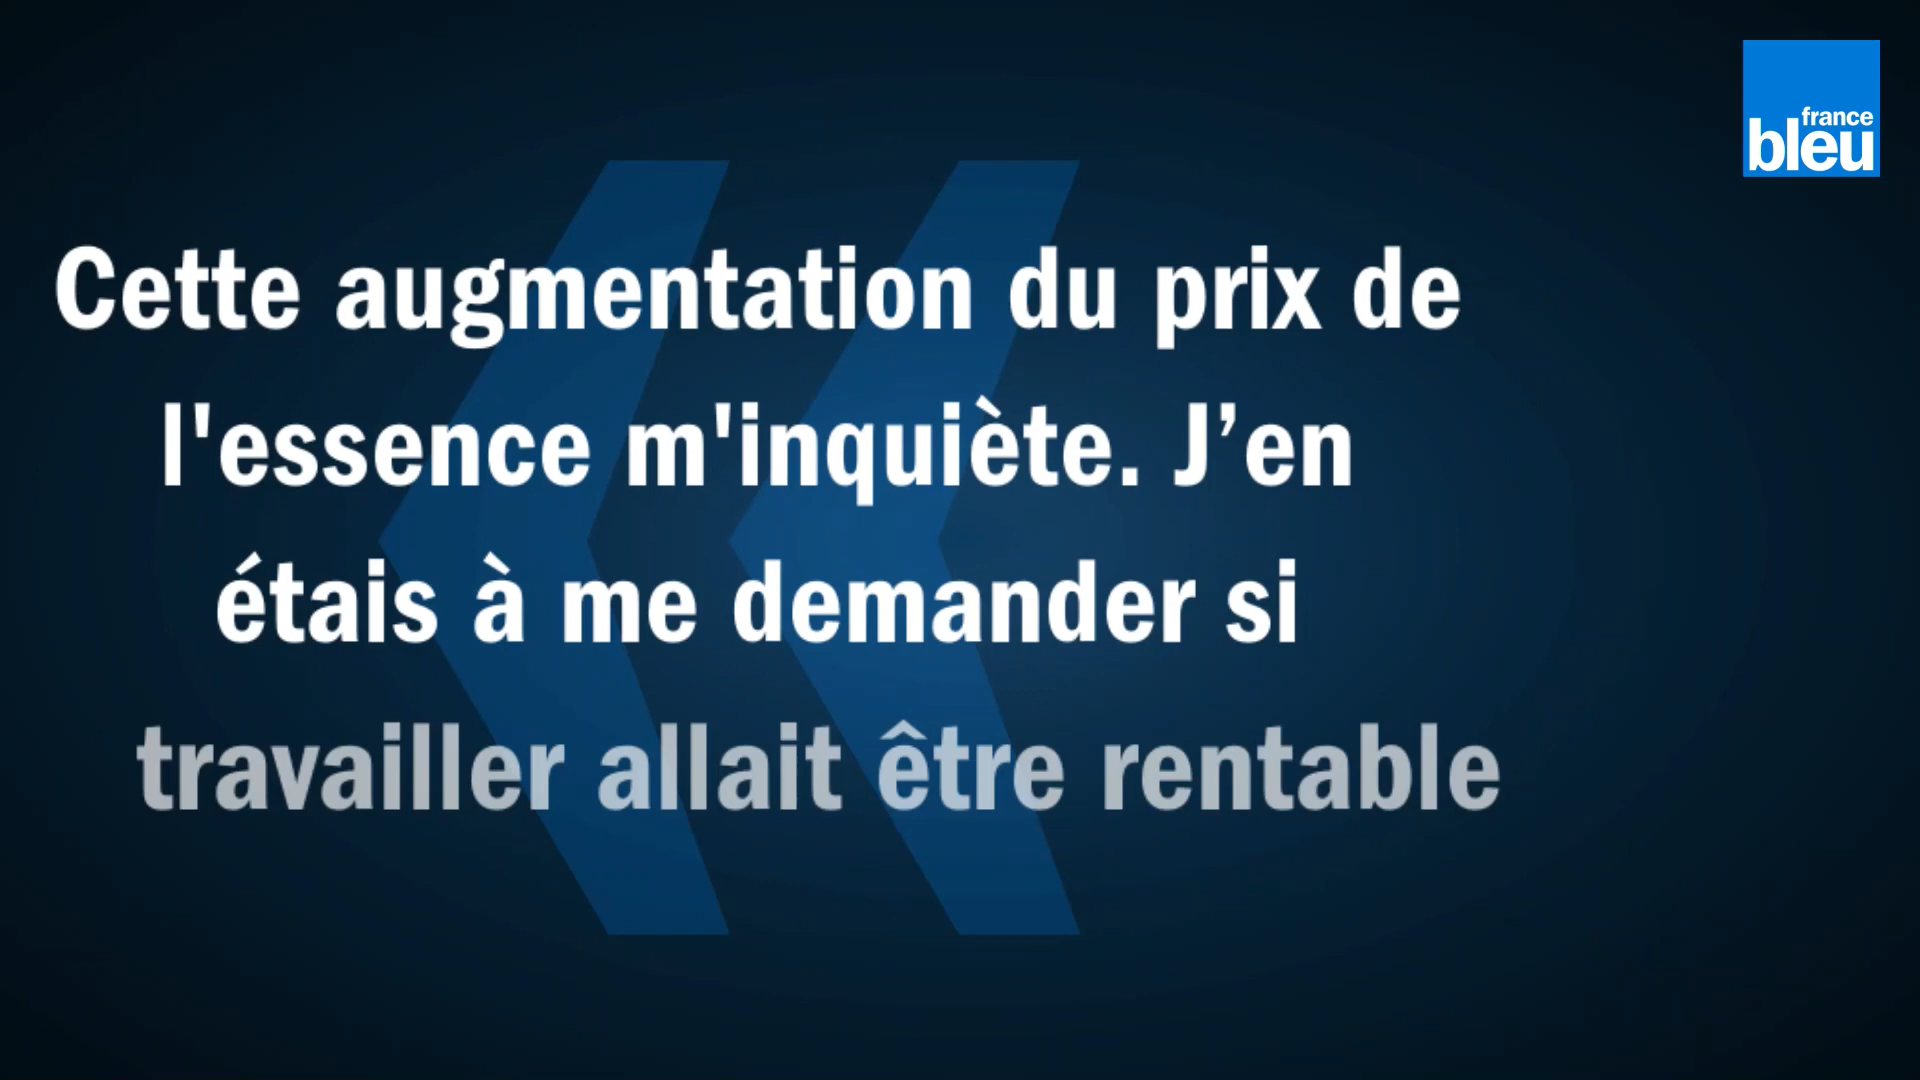 france
bleu
Cette augmentation du prix de
l'essence m'inquiète. J’en
étais à me demander si
travailler allait être rentable